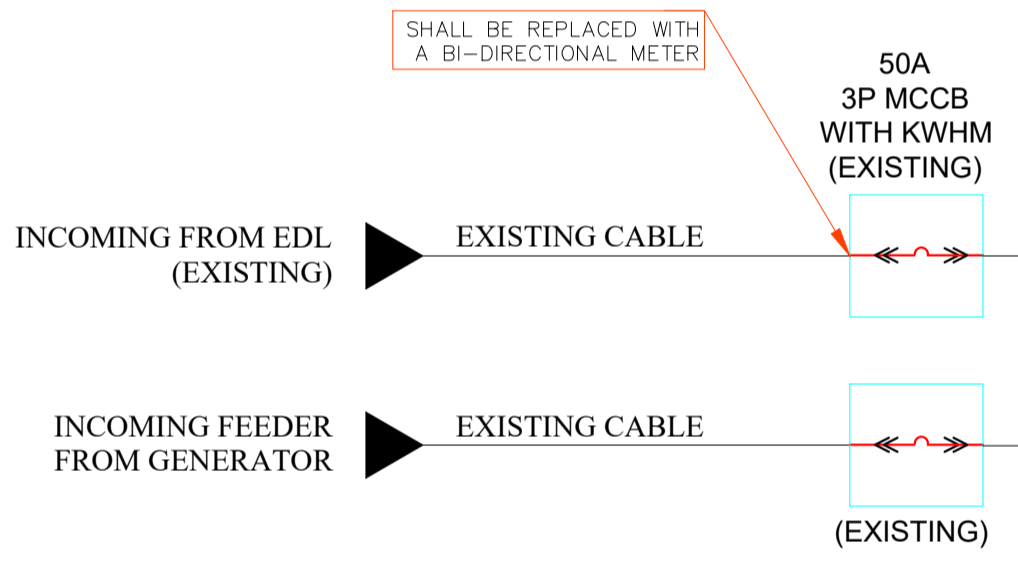 SHALL BE REPLACED WITH
A BI-DIRECTIONAL METER
50A
3P MCCB
WITH KWHM
(EXISTING)
INCOMING FROM EDL
(EXISTING)
EXISTING CABLE
INCOMING FEEDER
FROM GENERATOR
EXISTING CABLE
(EXISTING)